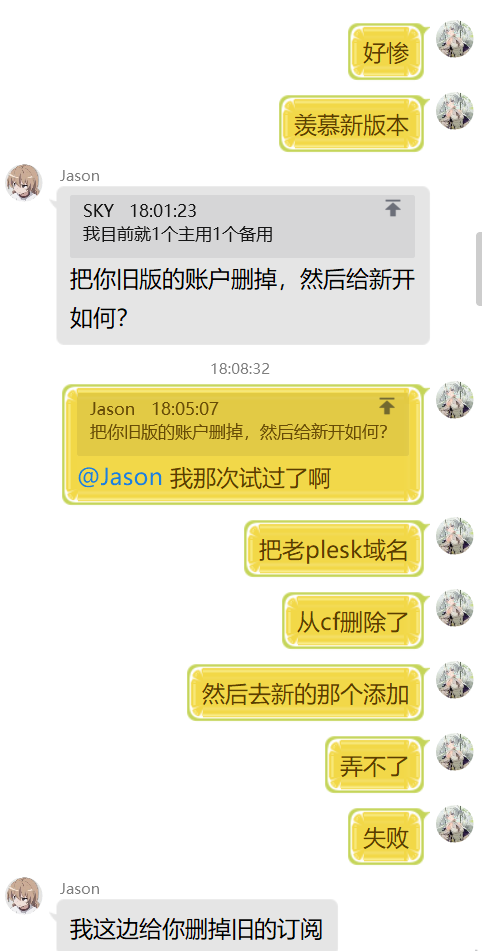 好惨
羡慕新版本
Jason
SKY 18:01:23
我目前就1个主用1个备用
把你旧版的账户删掉，然后给新开
如何？
18:08:32
Jason 18:05:07
把你旧版的账户删掉，然后给新开如何？
@Jason 我那次试过了啊
把老plesk域名
从cf删除了
然后去新的那个添加
弄不了
失败
Jason
我这边给你删掉旧的订阅